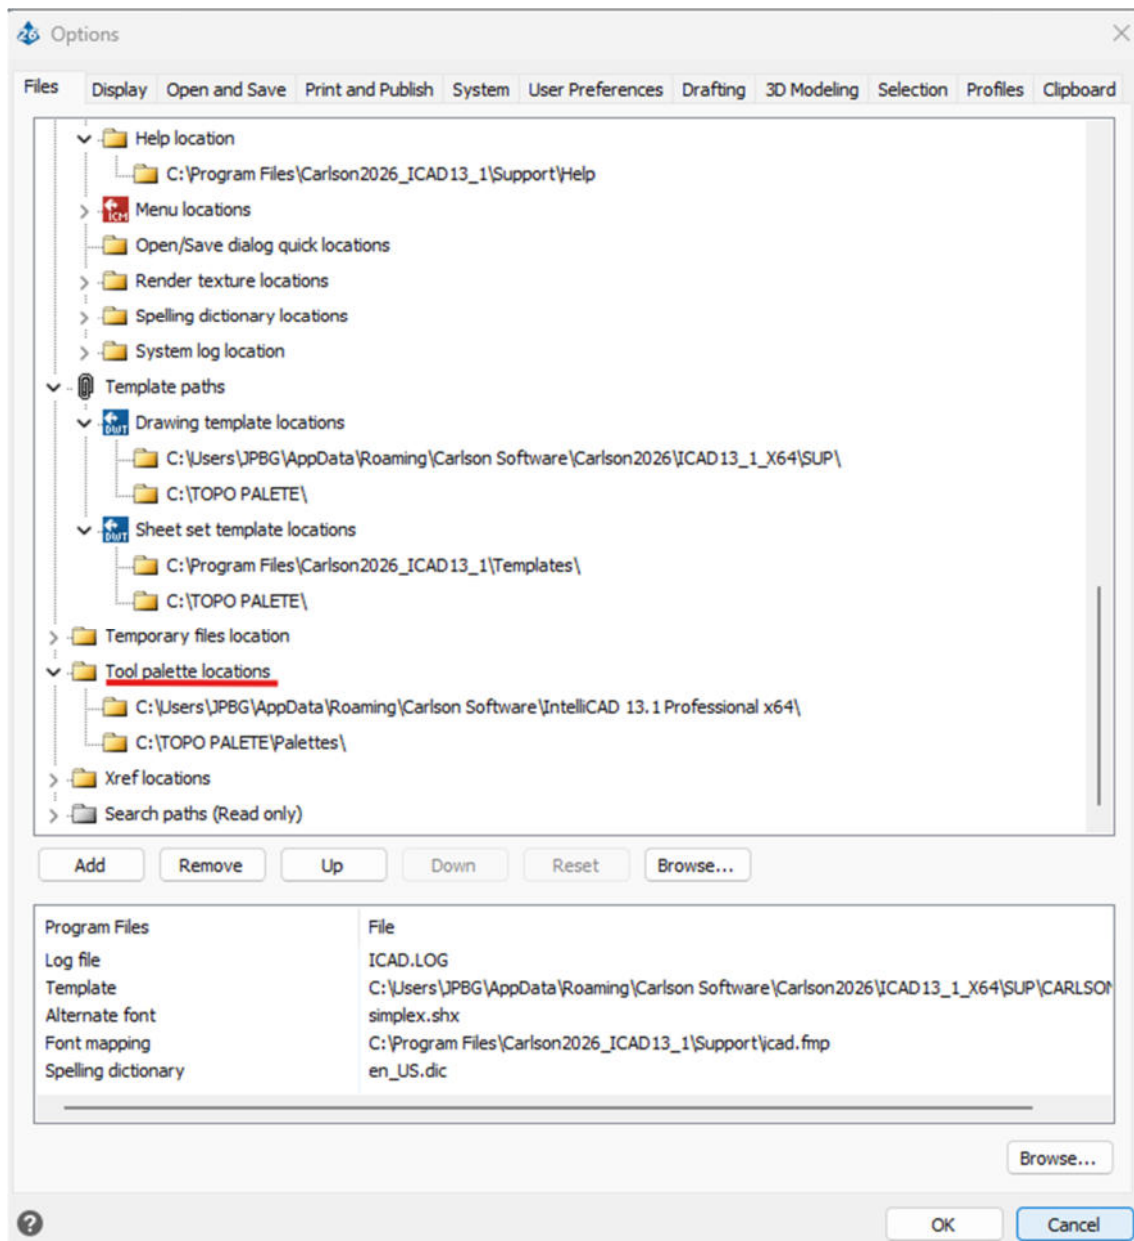 26 Options
Files Display Open and Save Print and Publish System User Preferences Drafting 3D Modeling Selection Profiles Clipboard
Help location
C:\Program Files\Carlson2026_ICAD13_1\Support\Help
ICM Menu locations
Open/Save dialog quick locations
Render texture locations
Spelling dictionary locations
System log location
Template paths
DWT Drawing template locations
C:\Users\JPBG\AppData\Roaming\Carlson Software\Carlson2026\ICAD13_1_X64\SUP\
C:\TOPO PALETE\
DWT Sheet set template locations
C:\Program Files\Carlson2026_ICAD13_1\Templates\
C:\TOPO PALETE\
Temporary files location
Tool palette locations
C:\Users\JPBG\AppData\Roaming\Carlson Software\IntelliCAD 13.1 Professional x64\
C:\TOPO PALETE\Palettes\
Xref locations
Search paths (Read only)
Add Remove Up Down Reset Browse...
Program Files File
Log file ICAD.LOG
Template C:\Users\JPBG\AppData\Roaming\Carlson Software\Carlson2026\ICAD13_1_X64\SUP\CARLSON
Alternate font simplex.shx
Font mapping C:\Program Files\Carlson2026_ICAD13_1\Support\icad.fmp
Spelling dictionary en_US.dic
Browse...
? OK Cancel